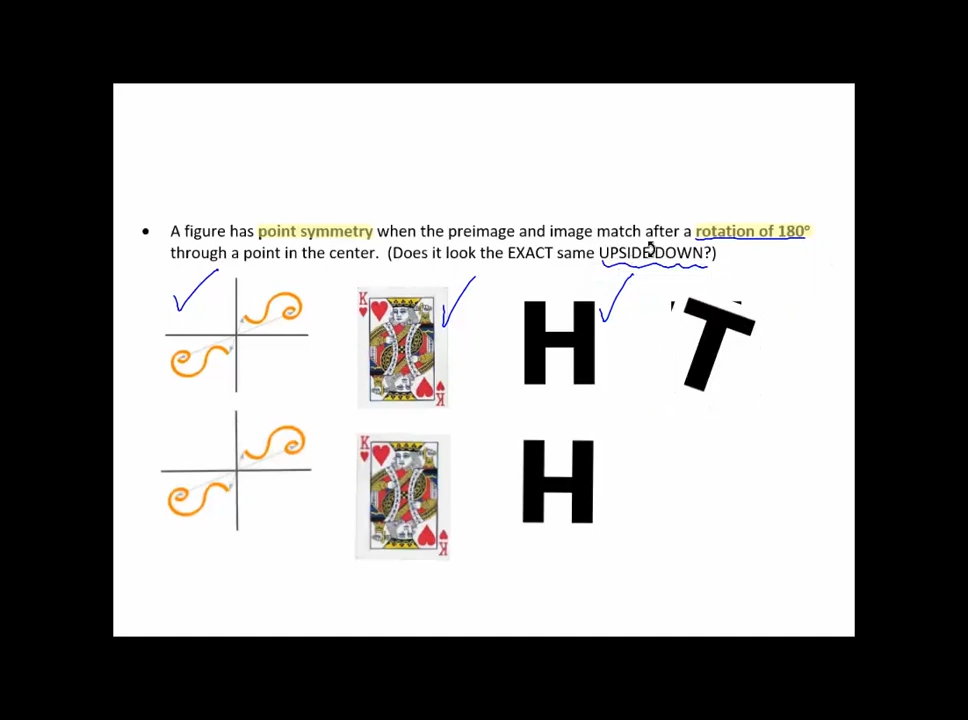 • A figure has point symmetry when the preimage and image match after a rotation of 180°
through a point in the center. (Does it look the EXACT same UPSIDE DOWN?)
K
K
H
T
K
K
H